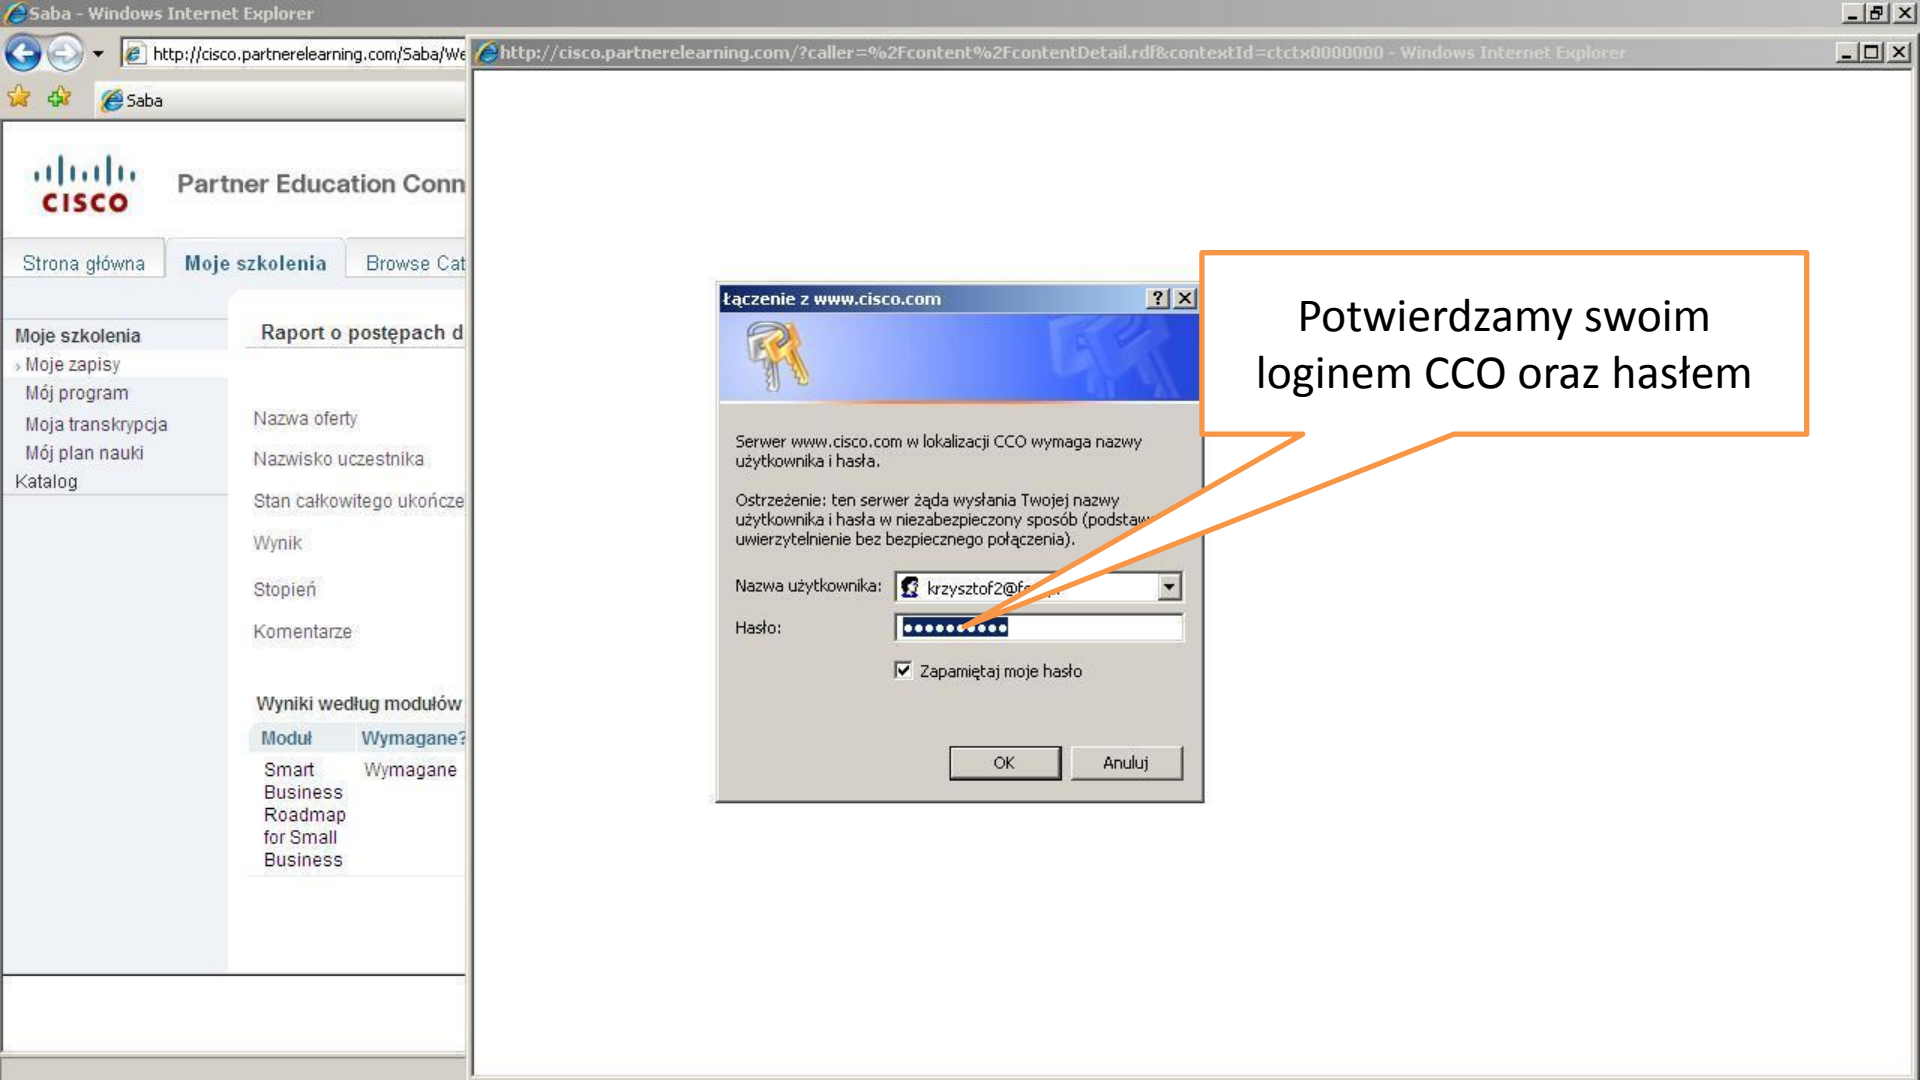 Saba - Windows Internet Explorer
http://cisco.partnerelearning.com/Saba/We
http://cisco.partnerelearning.com/?caller=%2Fcontent%2FcontentDetail.rdf&contextId=ctctx0000000 - Windows Internet Explorer
Saba
CISCO
Partner Education Conn
Strona główna
Moje szkolenia
Browse Cat
Moje szkolenia
› Moje zapisy
Mój program
Moja transkrypcja
Mój plan nauki
Katalog
Raport o postępach d
Nazwa oferty
Nazwisko uczestnika
Stan całkowitego ukończe
Wynik
Stopień
Komentarze
Wyniki według modułów
Moduł Wymagane?
Smart Wymagane
Business
Roadmap
for Small
Business
Łączenie z www.cisco.com
Serwer www.cisco.com w lokalizacji CCO wymaga nazwy
użytkownika i hasła.
Ostrzeżenie: ten serwer żąda wysłania Twojej nazwy
użytkownika i hasła w niezabezpieczony sposób
uwierzytelnienie bez bezpiecznego połączenia).
Nazwa użytkownika:
Hasło:
Zapamiętaj moje hasło
OK
Anuluj
Potwierdzamy swoim
loginem CCO oraz hasłem